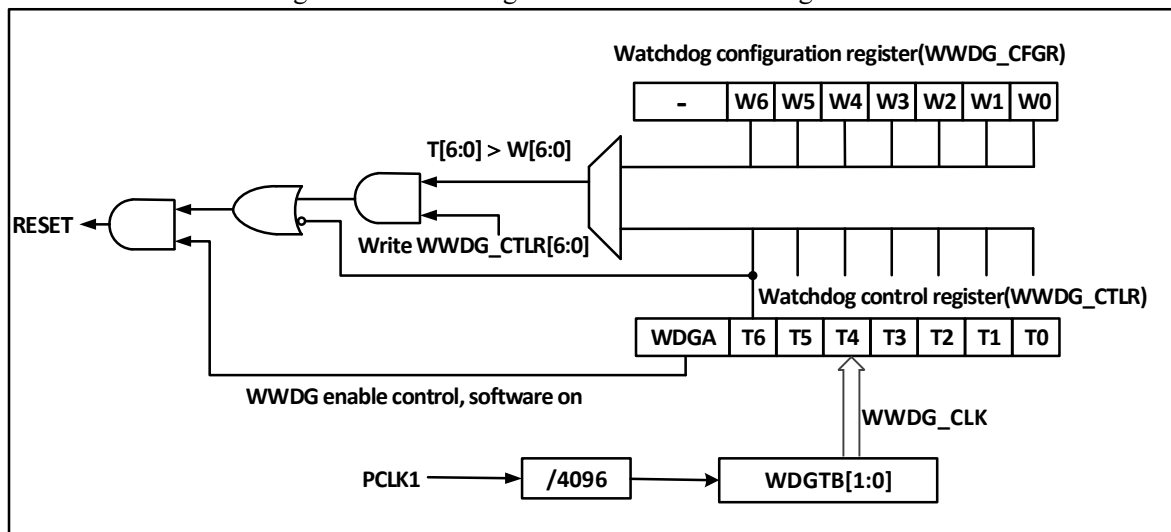 Watchdog configuration register(WWDG_CFGR)
- W6 W5 W4 W3 W2 W1 W0
T[6:0] > W[6:0]
RESET
Write WWDG_CTLR[6:0]
Watchdog control register(WWDG_CTLR)
WDGA T6 T5 T4 T3 T2 T1 T0
WWDG enable control, software on
WWDG_CLK
PCLK1 /4096 WDGTB[1:0]